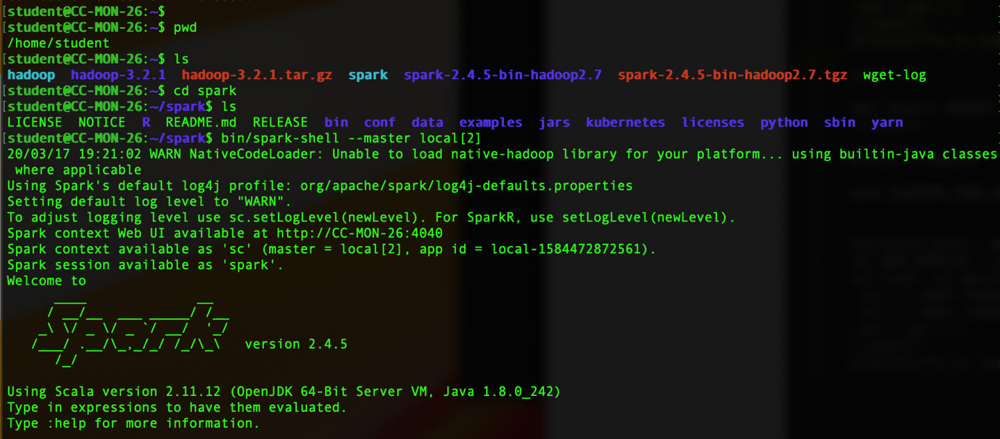 [student@CC-MON-26:~$
[student@CC-MON-26:~$ pwd
/home/student
[student@CC-MON-26:~$ ls
hadoop  hadoop-3.2.1  hadoop-3.2.1.tar.gz  spark  spark-2.4.5-bin-hadoop2.7  spark-2.4.5-bin-hadoop2.7.tgz  wget-log
[student@CC-MON-26:~$ cd spark
[student@CC-MON-26:~/spark$ ls
LICENSE  NOTICE  R  README.md  RELEASE  bin  conf  data  examples  jars  kubernetes  licenses  python  sbin  yarn
[student@CC-MON-26:~/spark$ bin/spark-shell --master local[2]
20/03/17 19:21:02 WARN NativeCodeLoader: Unable to load native-hadoop library for your platform... using builtin-java classes
 where applicable
Using Spark's default log4j profile: org/apache/spark/log4j-defaults.properties
Setting default log level to "WARN".
To adjust logging level use sc.setLogLevel(newLevel). For SparkR, use setLogLevel(newLevel).
Spark context Web UI available at http://CC-MON-26:4040
Spark context available as 'sc' (master = local[2], app id = local-1584472872561).
Spark session available as 'spark'.
Welcome to
Spark version 2.4.5
Using Scala version 2.11.12 (OpenJDK 64-Bit Server VM, Java 1.8.0_242)
Type in expressions to have them evaluated.
Type :help for more information.